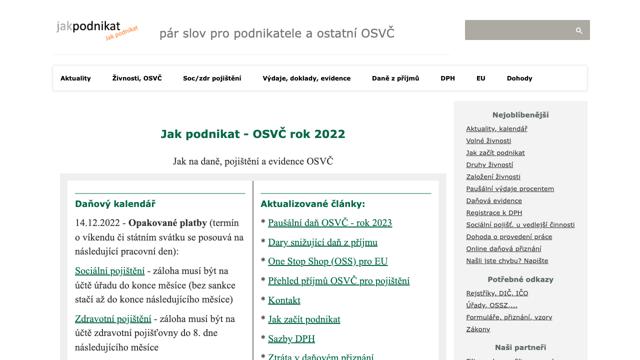 jakpodnikat
Jak podnikat
pár slov pro podnikatele a ostatní OSVČ
Aktuality Živnosti, OSVČ Soc/zdr pojištění Výdaje, doklady, evidence Daně z příjmů DPH EU Dohody
Jak podnikat - OSVČ rok 2022
Jak na daně, pojištění a evidence OSVČ
Daňový kalendář
14.12.2022 - Opakované platby (termín
o víkendu či státním svátku se posouvá na
následující pracovní den):
Sociální pojištění - záloha musí být na
účtě úřadu do konce měsíce (bez sankce
stačí až do konce následujícího měsíce)
Zdravotní pojištění - záloha musí být na
účtě zdravotní pojišťovny do 8. dne
následujícího měsíce
Aktualizované články:
* Paušální daň OSVČ - rok 2023
* Dary snižující daň z příjmu
* One Stop Shop (OSS) pro EU
* Přehled příjmů OSVČ pro pojištění
* Kontakt
* Jak začít podnikat
* Sazby DPH
* Ztráta v daňovém přiznání
Nejoblíbenější
Aktuality, kalendář
Volné živnosti
Jak začít podnikat
Druhy živností
Založení živnosti
Paušální výdaje procentem
Daňová evidence
Registrace k DPH
Sociální pojišť. u vedlejší činnosti
Dohoda o provedení práce
Online daňová přiznání
Našli jste chybu? Napište
Potřebné odkazy
Rejstříky, DIČ, IČO
Úřady, OSSZ,...
Formuláře, přiznání, vzory
Zákony
Naši partneři